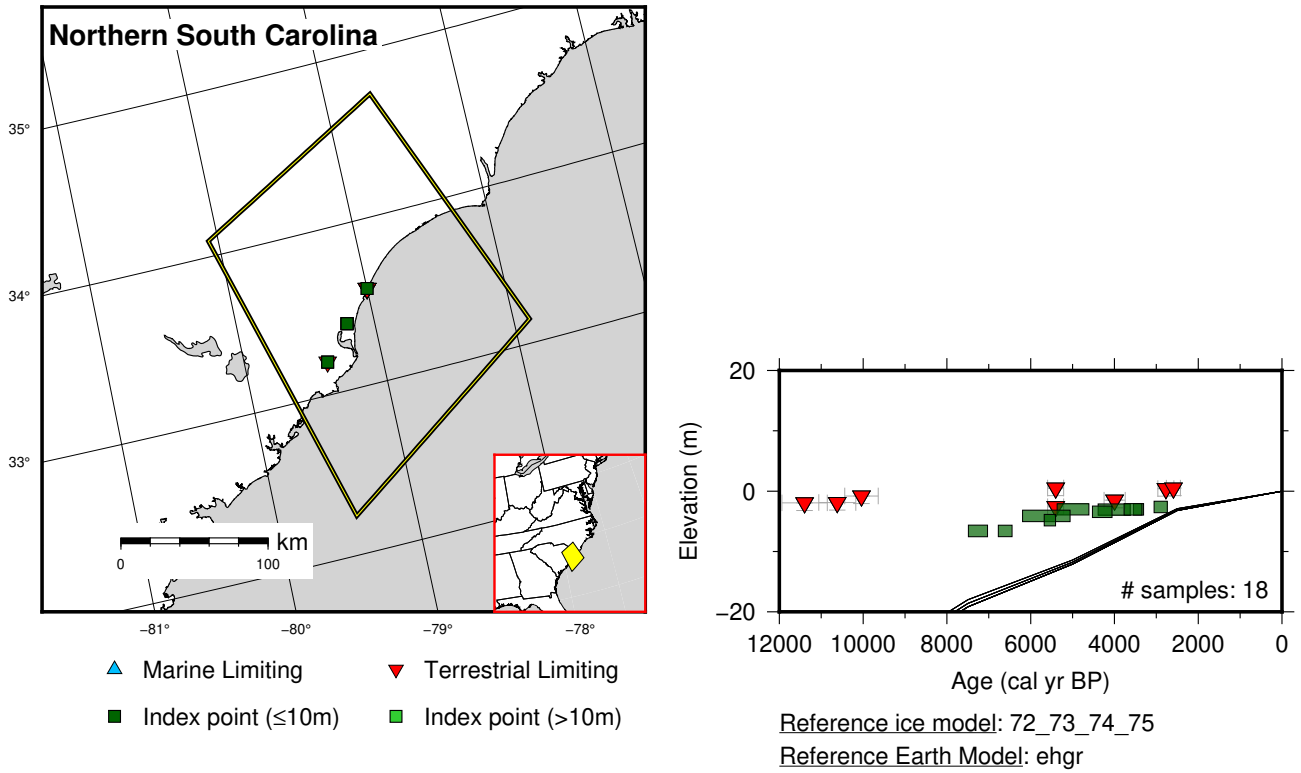 Northern South Carolina
35°
34°
33°
km
0 100
−81° −80° −79° −78°
Marine Limiting
Terrestrial Limiting
Index point (≤10m)
Index point (>10m)
20
0
−20
Elevation (m)
# samples: 18
12000 10000 8000 6000 4000 2000 0
Age (cal yr BP)
Reference ice model: 72_73_74_75
Reference Earth Model: ehgr